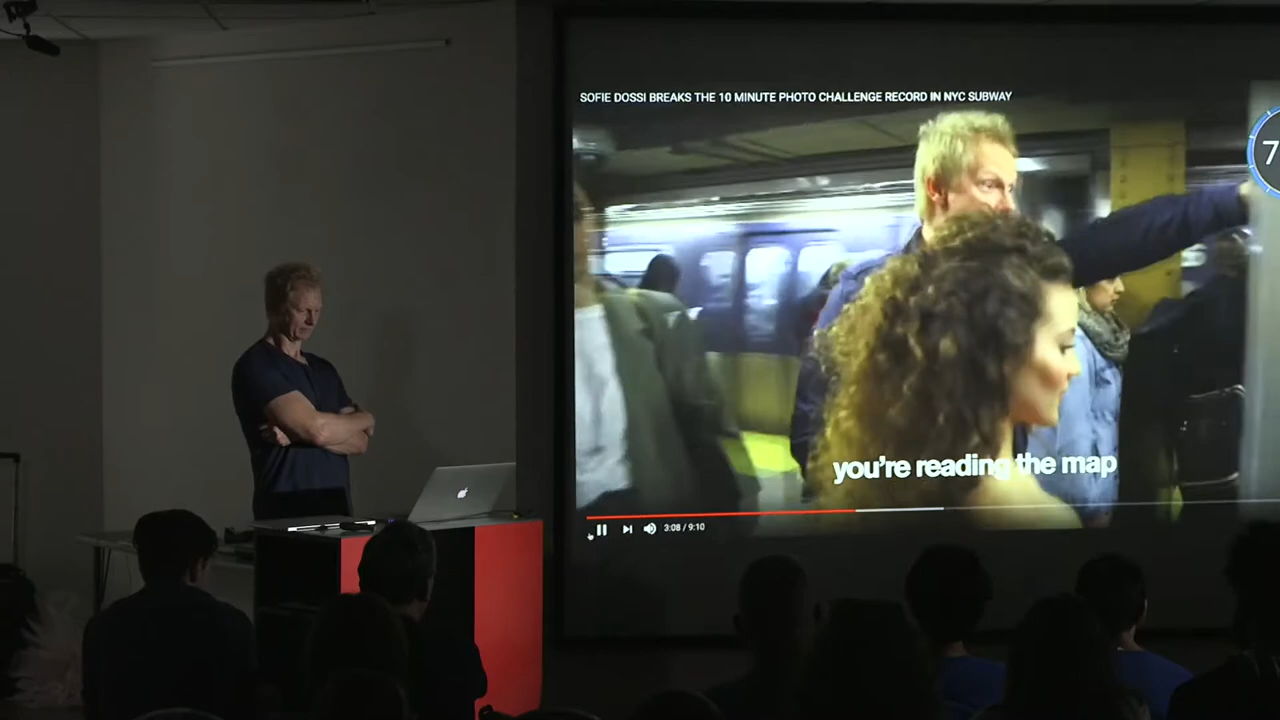 SOFIE DOSSI BREAKS THE 10 MINUTE PHOTO CHALLENGE RECORD IN NYC SUBWAY
7
you're reading the map
3:08 / 9:10